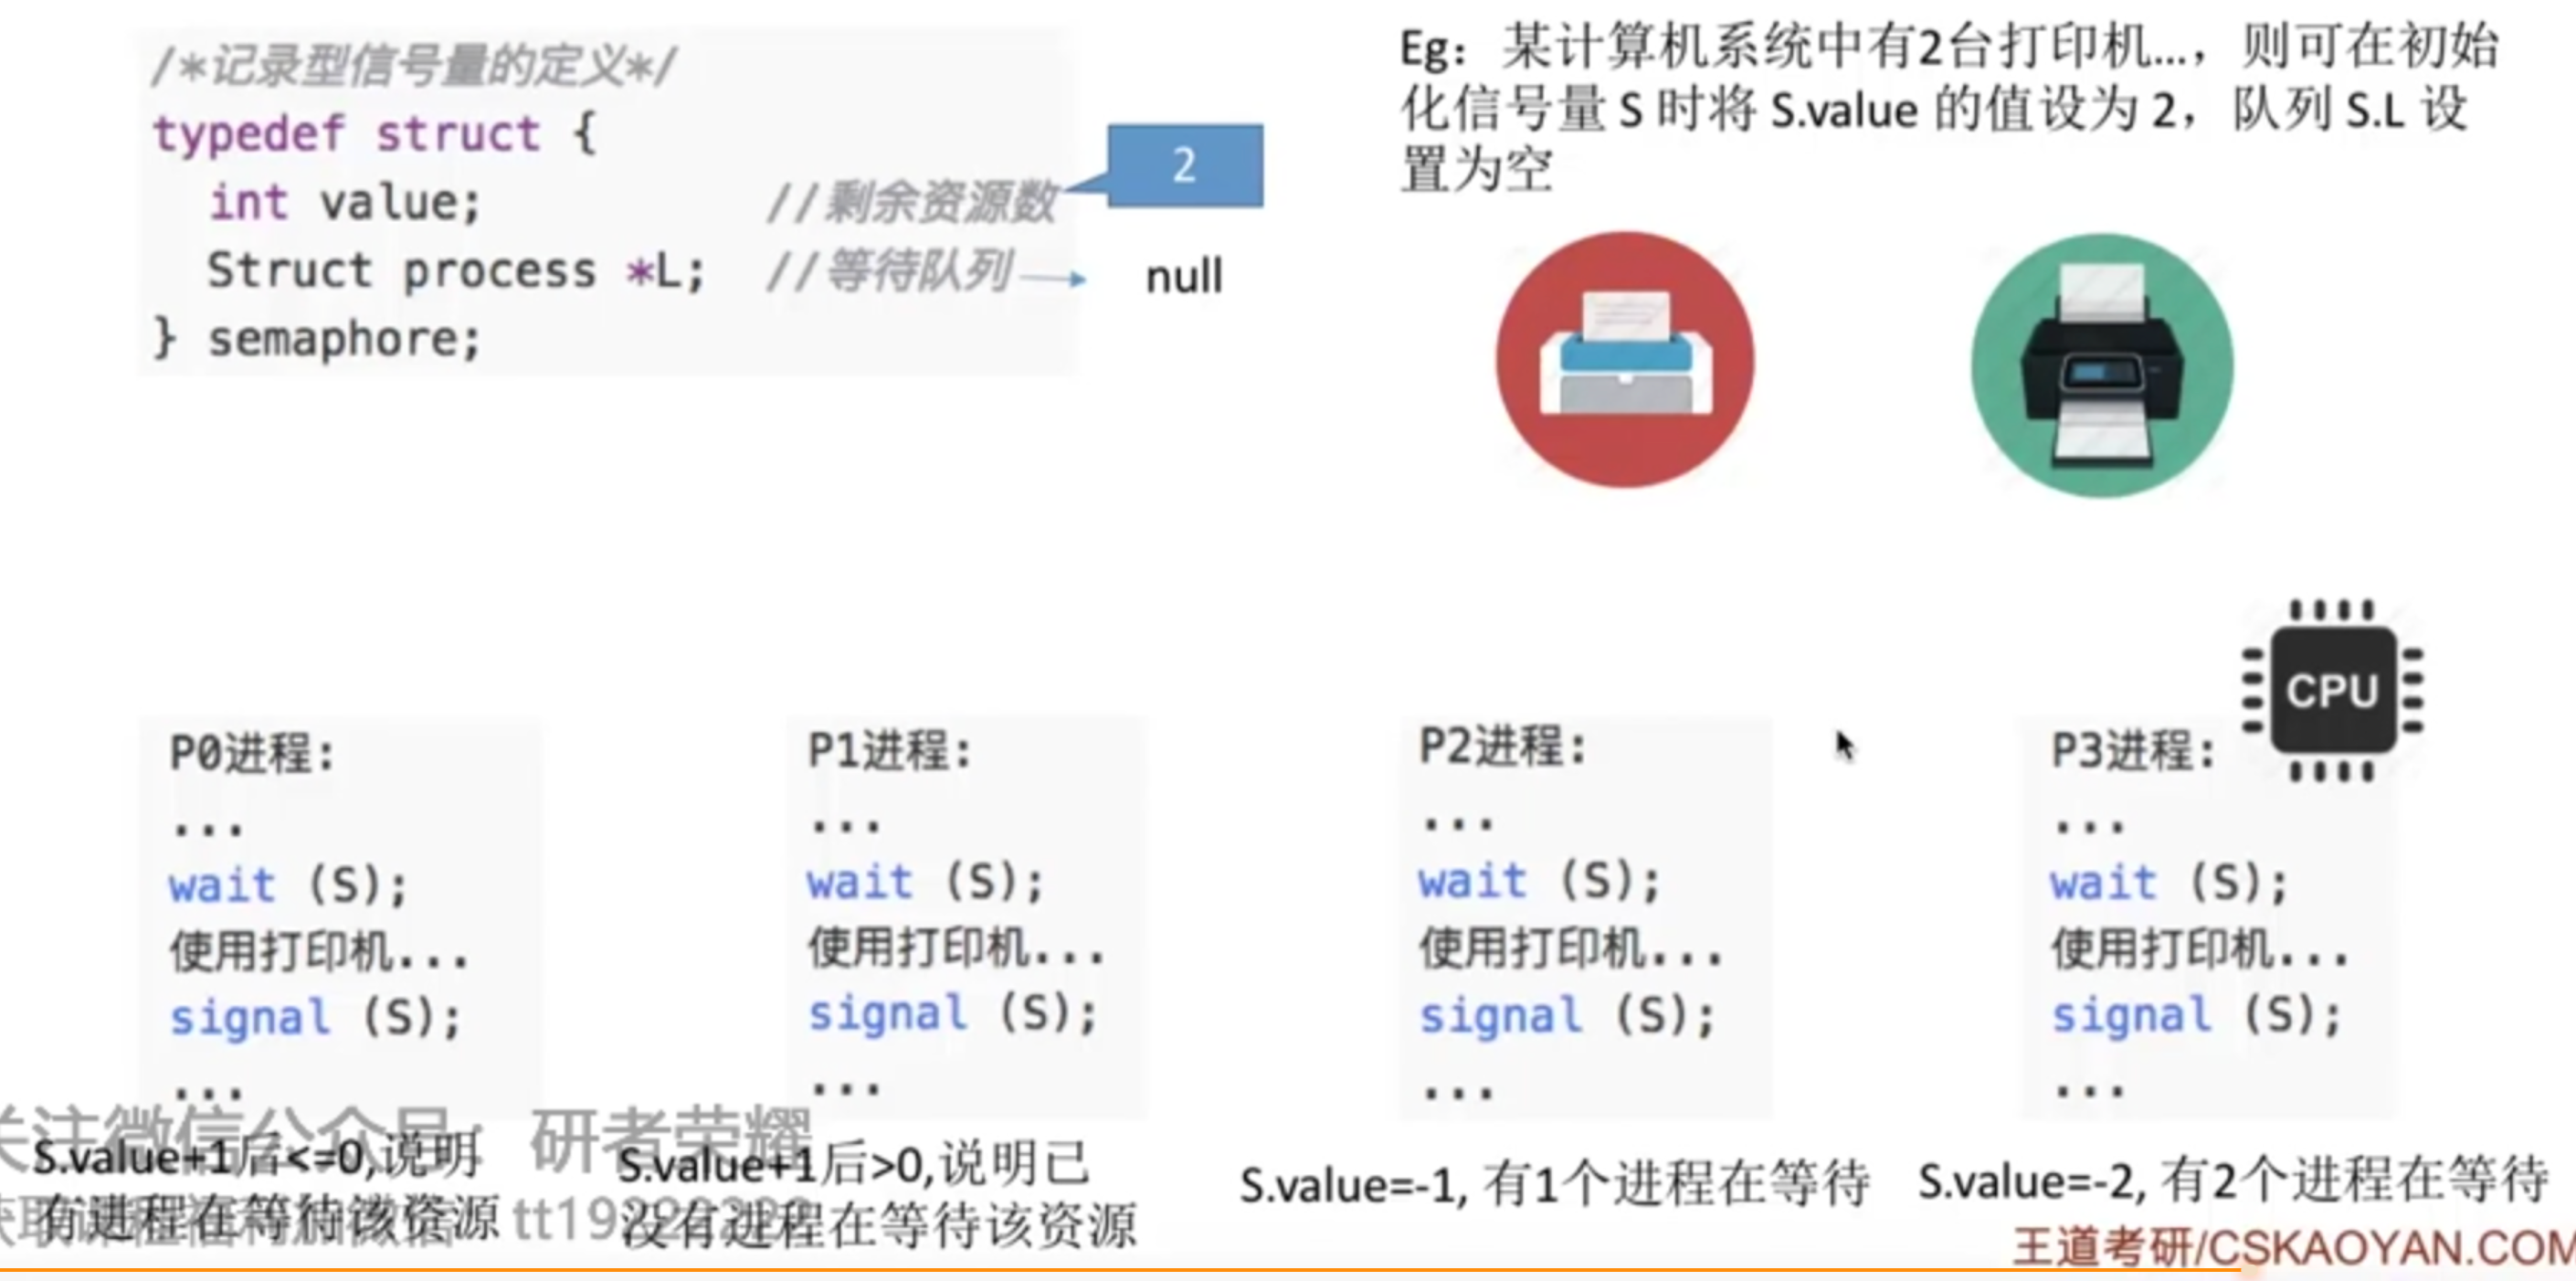 /*记录型信号量的定义*/
typedef struct {
int value; //剩余资源数
Struct process *L; //等待队列
} semaphore;
2
null
Eg：某计算机系统中有2台打印机...，则可在初始
化信号量 S 时将 S.value 的值设为 2，队列 S.L 设
置为空
CPU
P0进程:
...
wait (S);
使用打印机...
signal (S);
...
P1进程:
...
wait (S);
使用打印机...
signal (S);
...
P2进程:
...
wait (S);
使用打印机...
signal (S);
...
P3进程:
...
wait (S);
使用打印机...
signal (S);
...
关注微信公众号：研者荣耀
S.value+1后<=0,说明
有进程在等待该资源
S.value+1后>0,说明已
没有进程在等待该资源
S.value=-1, 有1个进程在等待
S.value=-2, 有2个进程在等待
王道考研/CSKAOYAN.COM